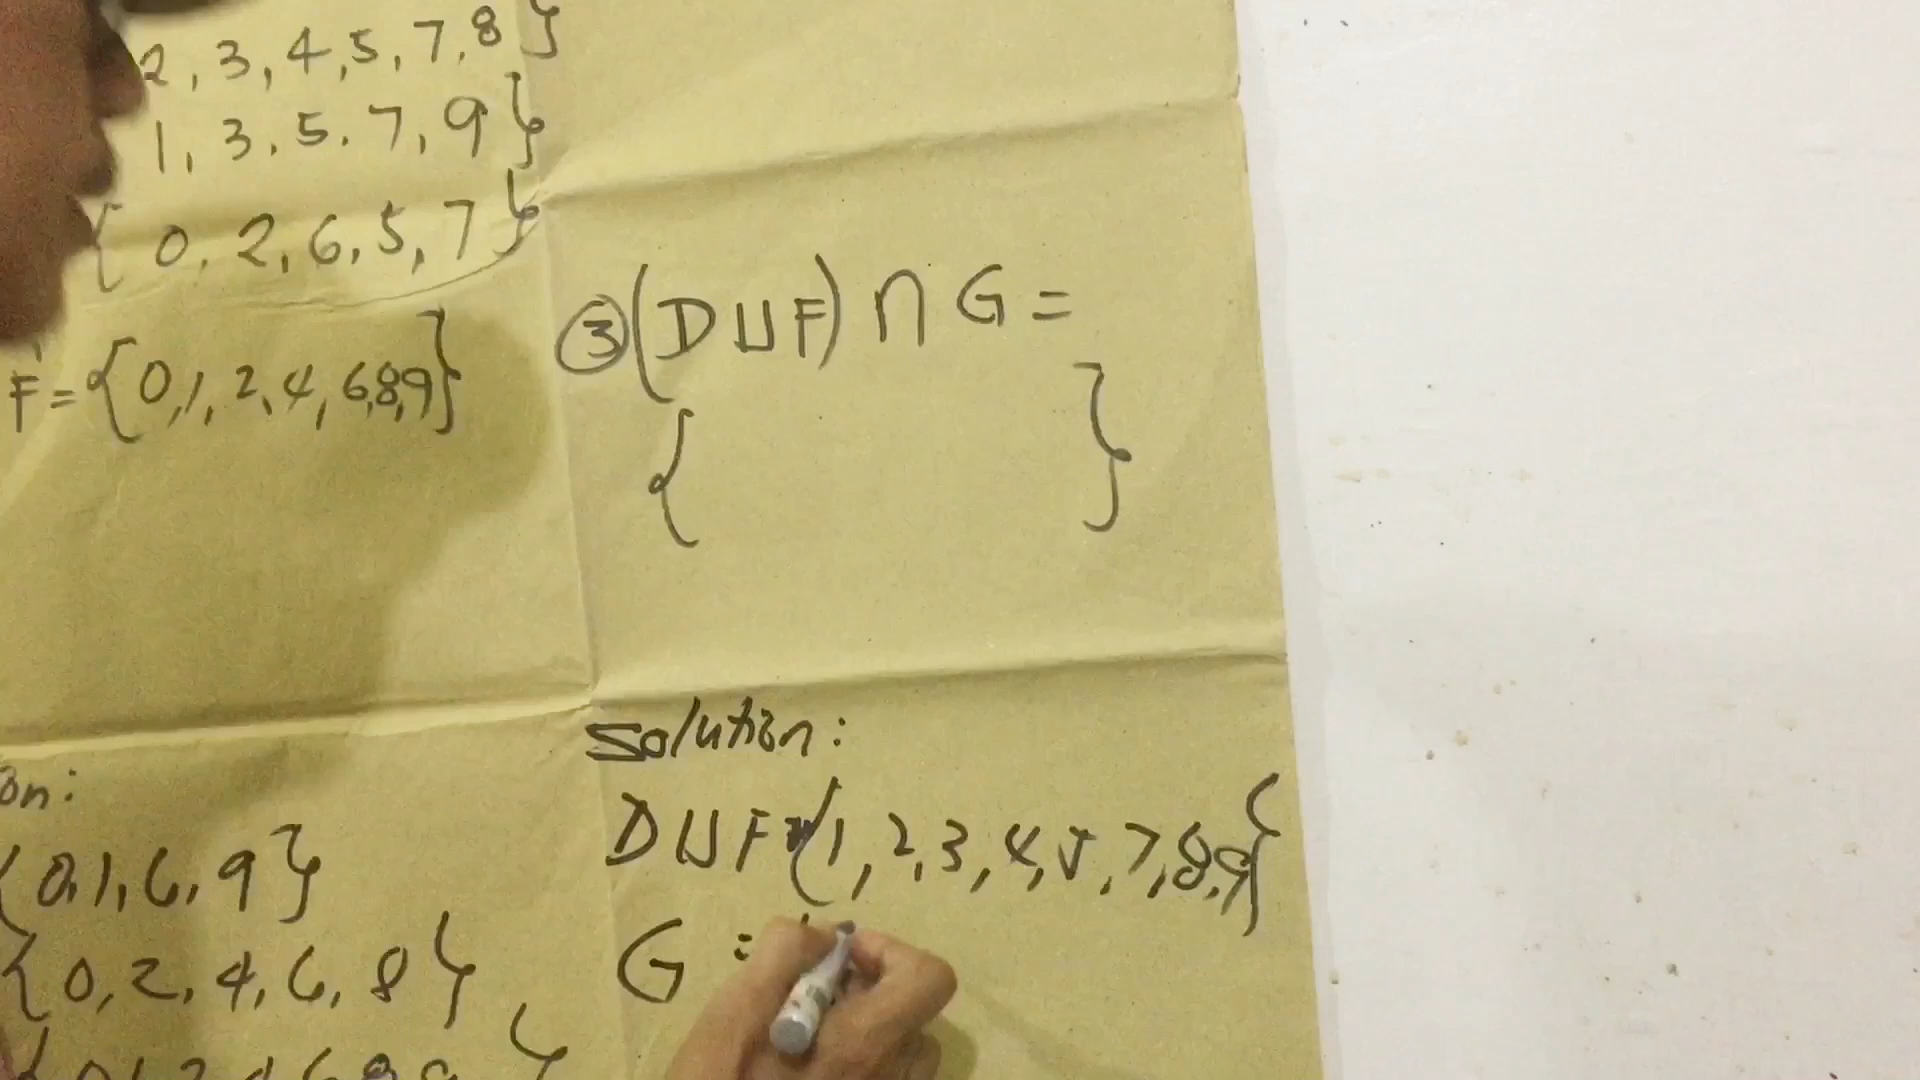 2, 3, 4, 5, 7, 8 }
1, 3, 5, 7, 9 }
{ 0, 2, 6, 5, 7 }
F = { 0, 1, 2, 4, 6, 8, 9 }
③ (D U F) ∩ G =
{ }
on:
{ 0, 1, 6, 9 }
{ 0, 2, 4, 6, 8 }
Solution:
D U F = { 1, 2, 3, 4, 5, 7, 8, 9 {
G =